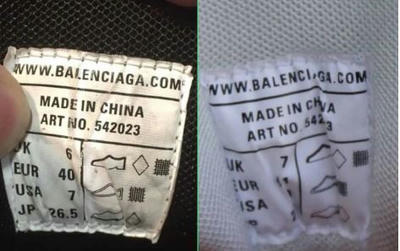 WWW.BALENCIAGA.COM
MADE IN CHINA
ART NO. 542023
UK 6
EUR 40
USA 7
JP 26.5
WWW.BALENCIAGA.COM
MADE IN CHINA
ART NO.
UK 7
EUR
USA